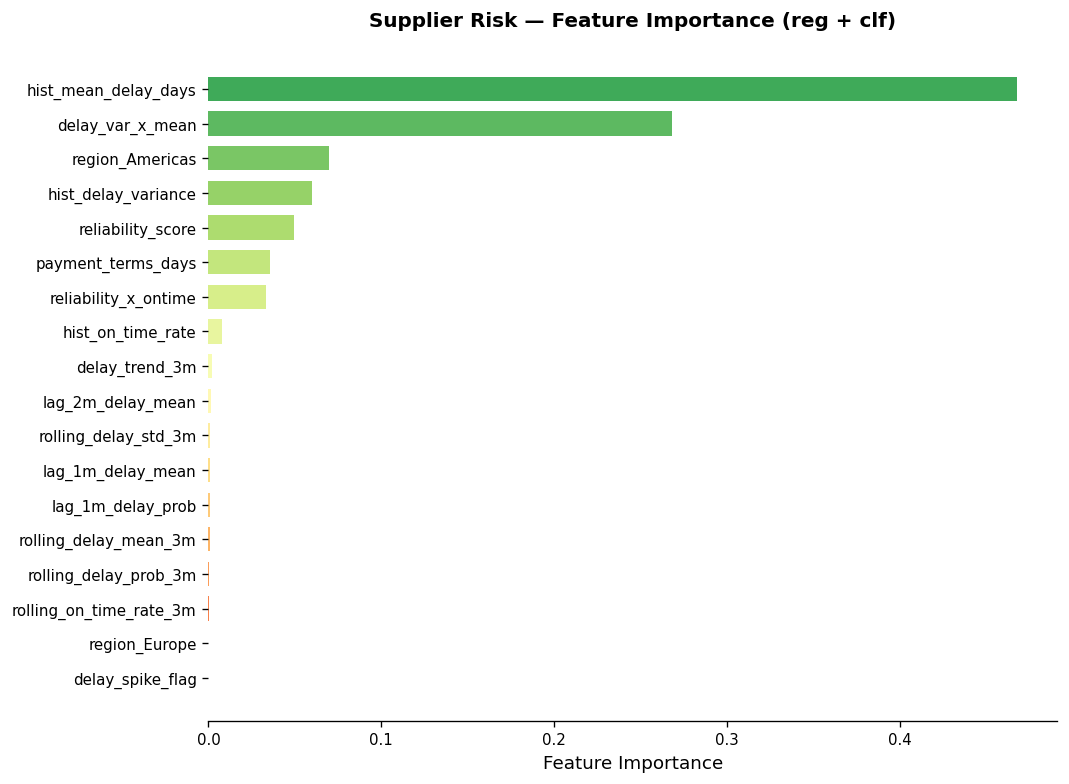 Supplier Risk — Feature Importance (reg + clf)
hist_mean_delay_days
delay_var_x_mean
region_Americas
hist_delay_variance
reliability_score
payment_terms_days
reliability_x_ontime
hist_on_time_rate
delay_trend_3m
lag_2m_delay_mean
rolling_delay_std_3m
lag_1m_delay_mean
lag_1m_delay_prob
rolling_delay_mean_3m
rolling_delay_prob_3m
rolling_on_time_rate_3m
region_Europe
delay_spike_flag
0.0 0.1 0.2 0.3 0.4
Feature Importance